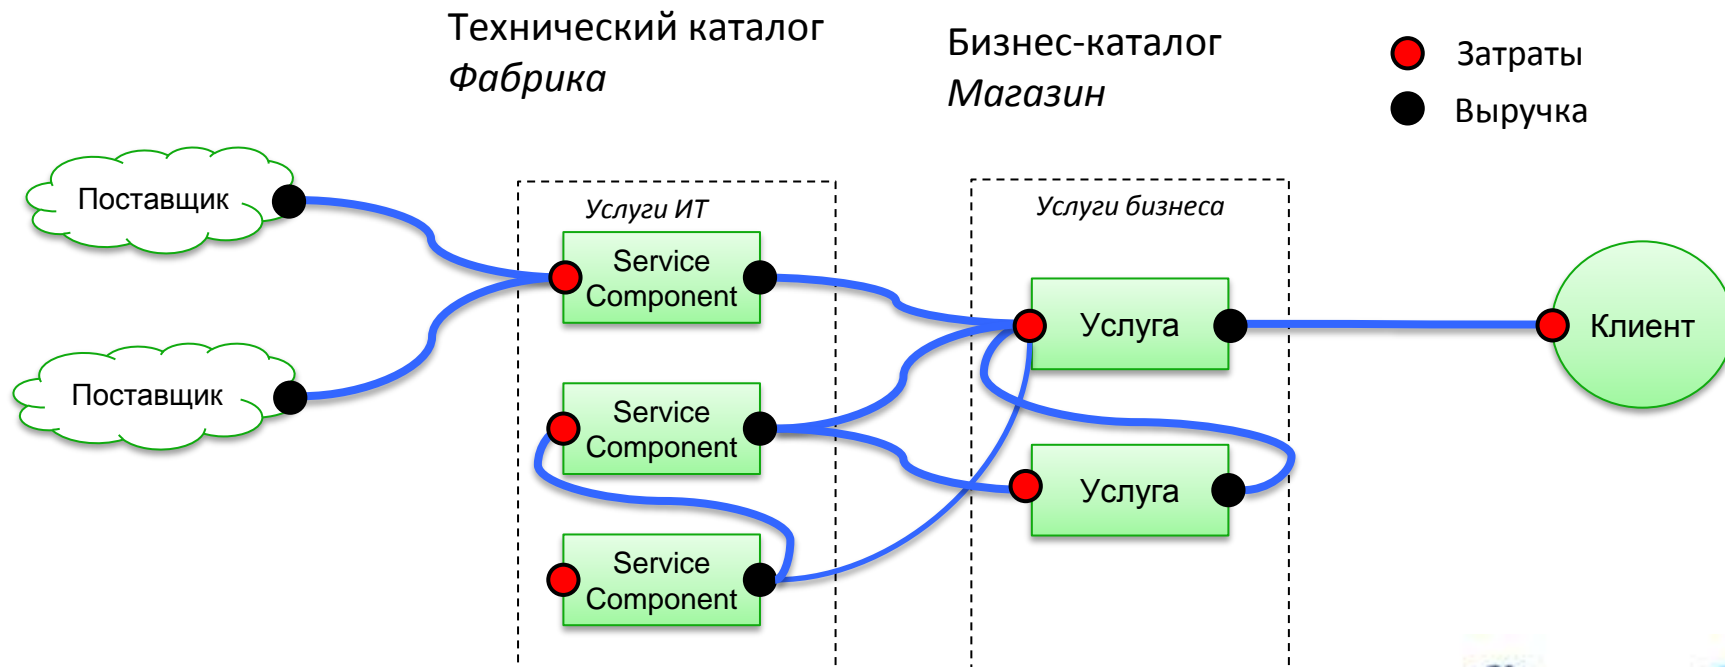 Технический каталог
Фабрика
Бизнес-каталог
Магазин
Затраты
Выручка
Поставщик
Поставщик
Услуги ИТ
Service
Component
Service
Component
Service
Component
Услуги бизнеса
Услуга
Услуга
Клиент